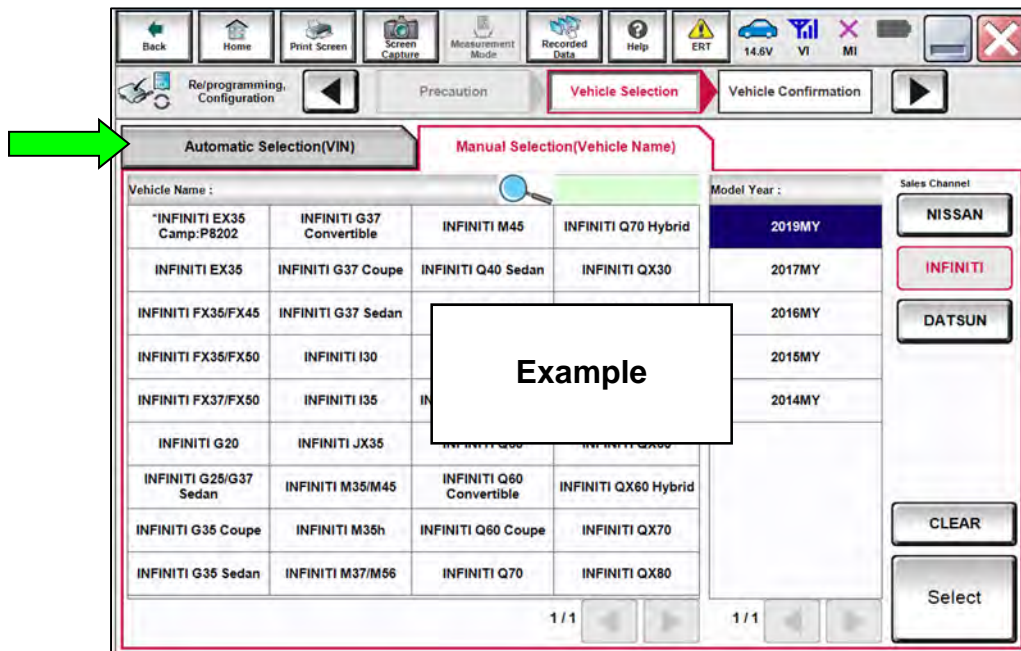 Back
Home
Print Screen
Screen
Capture
Measurement
Mode
Recorded
Data
Help
ERT
14.6V
VI
MI
Re/programming,
Configuration
Precaution
Vehicle Selection
Vehicle Confirmation
Automatic Selection(VIN)
Manual Selection(Vehicle Name)
Vehicle Name :
Model Year :
Sales Channel
*INFINITI EX35
Camp:P8202
INFINITI G37
Convertible
INFINITI M45
INFINITI Q70 Hybrid
2019MY
NISSAN
INFINITI EX35
INFINITI G37 Coupe
INFINITI Q40 Sedan
INFINITI QX30
2017MY
INFINITI
INFINITI FX35/FX45
INFINITI G37 Sedan
2016MY
DATSUN
INFINITI FX35/FX50
INFINITI I30
Example
2015MY
INFINITI FX37/FX50
INFINITI I35
2014MY
INFINITI G20
INFINITI JX35
INFINITI G25/G37
Sedan
INFINITI M35/M45
INFINITI Q60
Convertible
INFINITI QX60 Hybrid
INFINITI G35 Coupe
INFINITI M35h
INFINITI Q60 Coupe
INFINITI QX70
CLEAR
INFINITI G35 Sedan
INFINITI M37/M56
INFINITI Q70
INFINITI QX80
Select
1/1
1/1